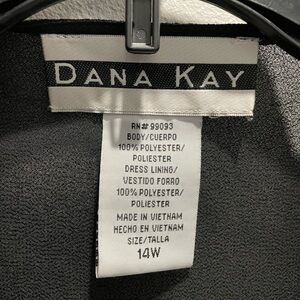 DANA KAY
RN# 99093
BODY/CUERPO
100% POLYESTER/
POLIESTER
DRESS LINING/
VESTIDO FORRO
100% POLYESTER/
POLIESTER
MADE IN VIETNAM
HECHO EN VIETNAM
SIZE/TALLA
14W